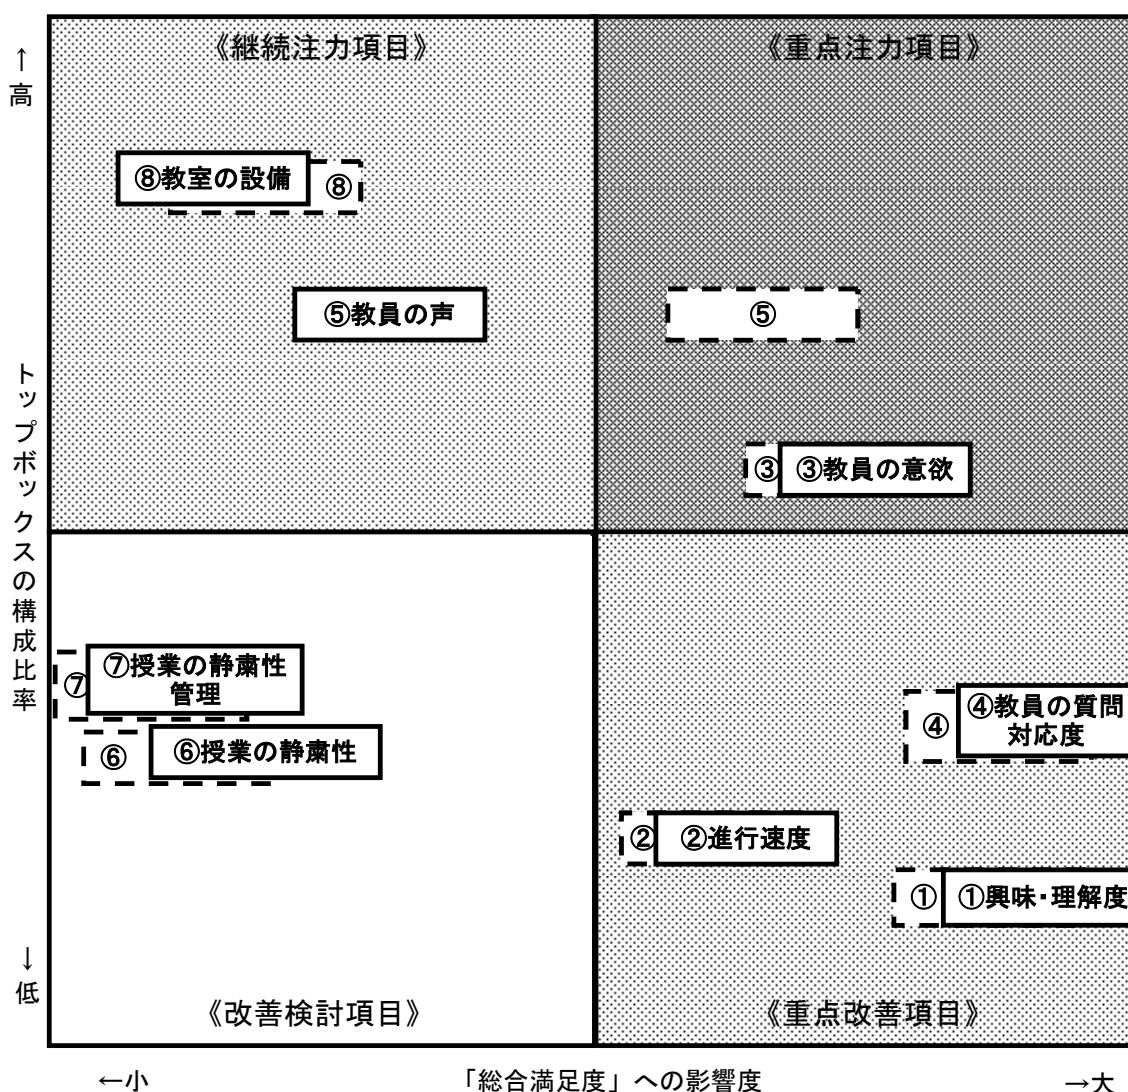 ↑高
《継続注力項目》
《重点注力項目》
⑧教室の設備
⑧
⑤教員の声
⑤
③
③教員の意欲
トップボックスの構成比率
⑦
⑦授業の静粛性
管理
⑥
⑥授業の静粛性
④
④教員の質問
対応度
②
②進行速度
①
①興味・理解度
↓低
《改善検討項目》
《重点改善項目》
←小
「総合満足度」への影響度
→大